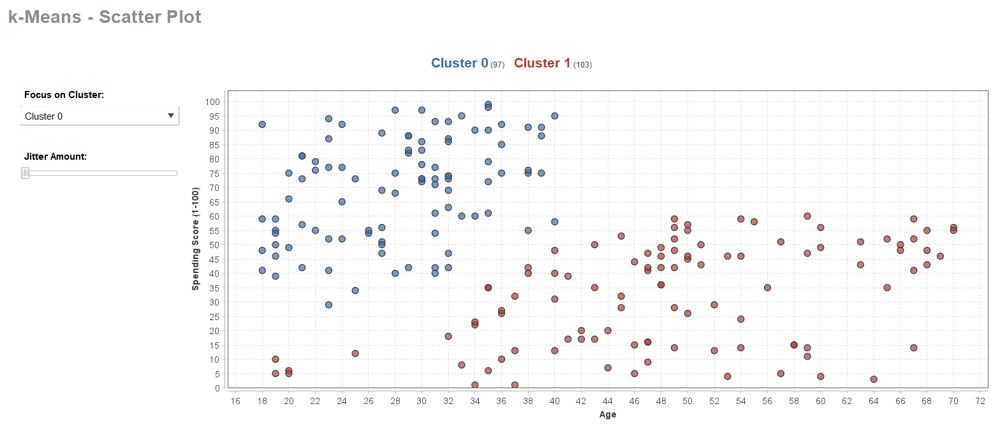 k-Means - Scatter Plot
Cluster 0 (97) Cluster 1 (103)
Focus on Cluster:
Cluster 0
Jitter Amount:
Spending Score (1-100)
100
95
90
85
80
75
70
65
60
55
50
45
40
35
30
25
20
15
10
5
0
16 18 20 22 24 26 28 30 32 34 36 38 40 42 44 46 48 50 52 54 56 58 60 62 64 66 68 70 72
Age